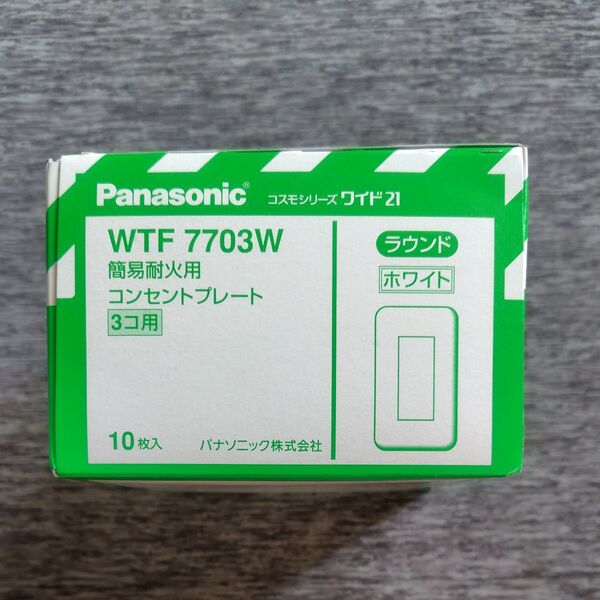 Panasonic® コスモシリーズ ワイド21
WTF 7703W
ラウンド
簡易耐火用
ホワイト
コンセントプレート
3コ用
10枚入 パナソニック株式会社